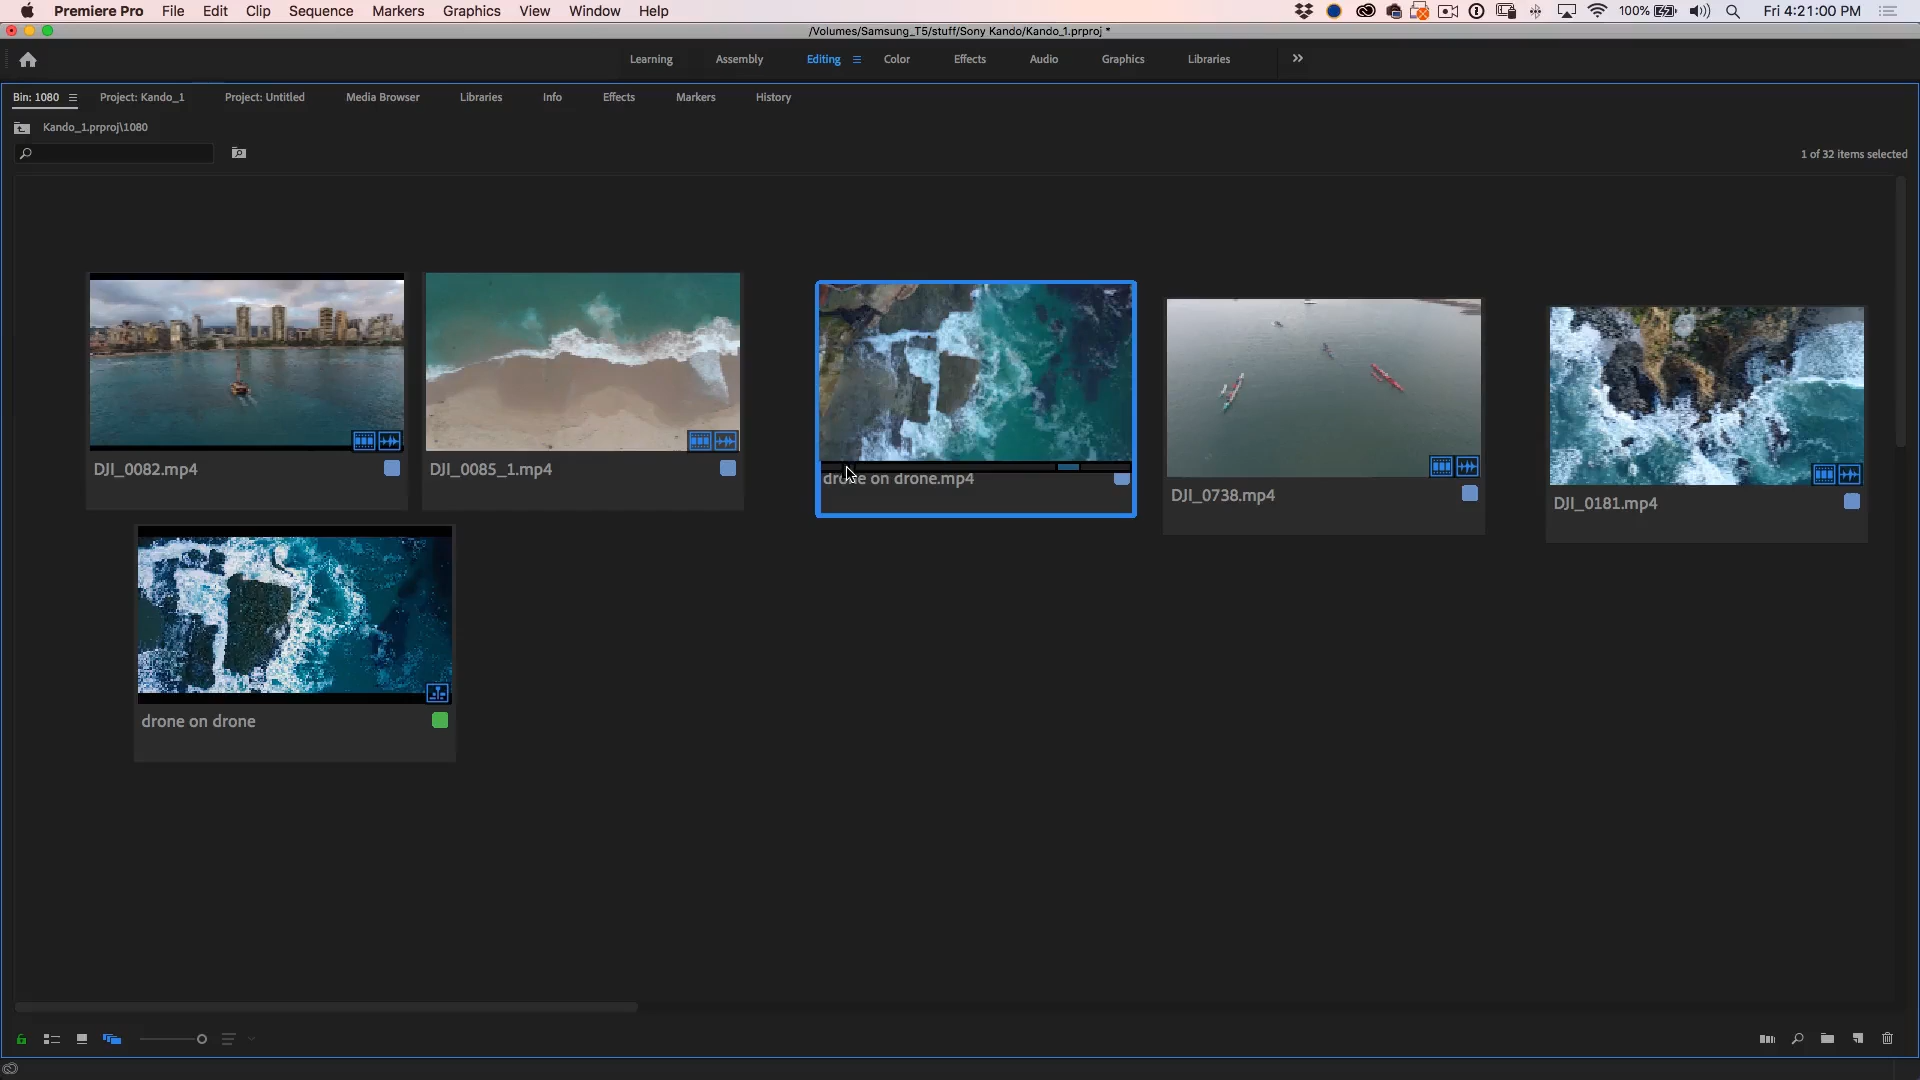 Premiere Pro File Edit Clip Sequence Markers Graphics View Window Help 100% Fri 4:21:00 PM
/Volumes/Samsung_T5/stuff/Sony Kando/Kando_1.prproj *
Learning Assembly Editing Color Effects Audio Graphics Libraries
Bin: 1080 Project: Kando_1 Project: Untitled Media Browser Libraries Info Effects Markers History
Kando_1.prproj\1080
1 of 32 items selected
DJI_0082.mp4 DJI_0085_1.mp4 drone on drone.mp4 DJI_0738.mp4 DJI_0181.mp4
drone on drone